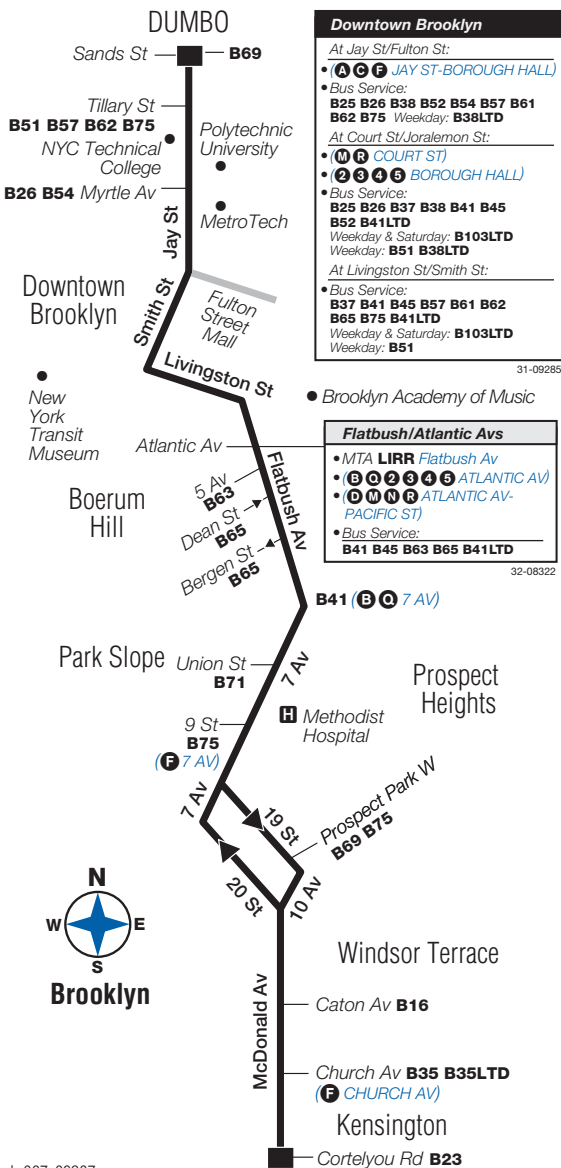 DUMBO
Sands St
B69
Tillary St
B51 B57 B62 B75
NYC Technical
College
Polytechnic
University
B26 B54 Myrtle Av
MetroTech
Jay St
Downtown
Brooklyn
Smith St
Fulton
Street
Mall
Livingston St
New
York
Transit
Museum
Brooklyn Academy of Music
Downtown Brooklyn
At Jay St/Fulton St:
• (A C F JAY ST-BOROUGH HALL)
• Bus Service:
B25 B26 B38 B52 B54 B57 B61
B62 B75 Weekday: B38LTD
At Court St/Joralemon St:
• (M R COURT ST)
• (2 3 4 5 BOROUGH HALL)
• Bus Service:
B25 B26 B37 B38 B41 B45
B52 B41LTD
Weekday & Saturday: B103LTD
Weekday: B51 B38LTD
At Livingston St/Smith St:
• Bus Service:
B37 B41 B45 B57 B61 B62
B65 B75 B41LTD
Weekday & Saturday: B103LTD
Weekday: B51
31-09285
Atlantic Av
Flatbush Av
Boerum
Hill
5 Av
B63
Dean St
B65
Bergen St
B65
Flatbush/Atlantic Avs
• MTA LIRR Flatbush Av
• (B Q 2 3 4 5 ATLANTIC AV)
• (D M N R ATLANTIC AV-
PACIFIC ST)
• Bus Service:
B41 B45 B63 B65 B41LTD
32-08322
B41 (B Q 7 AV)
Park Slope
Union St
B71
7 Av
Prospect
Heights
9 St
B75
(F 7 AV)
H Methodist
Hospital
7 Av
19 St
Prospect Park W
B69 B75
20 St
10 Av
N
W E
S
Brooklyn
Windsor Terrace
McDonald Av
Caton Av B16
Church Av B35 B35LTD
(F CHURCH AV)
Kensington
Cortelyou Rd B23